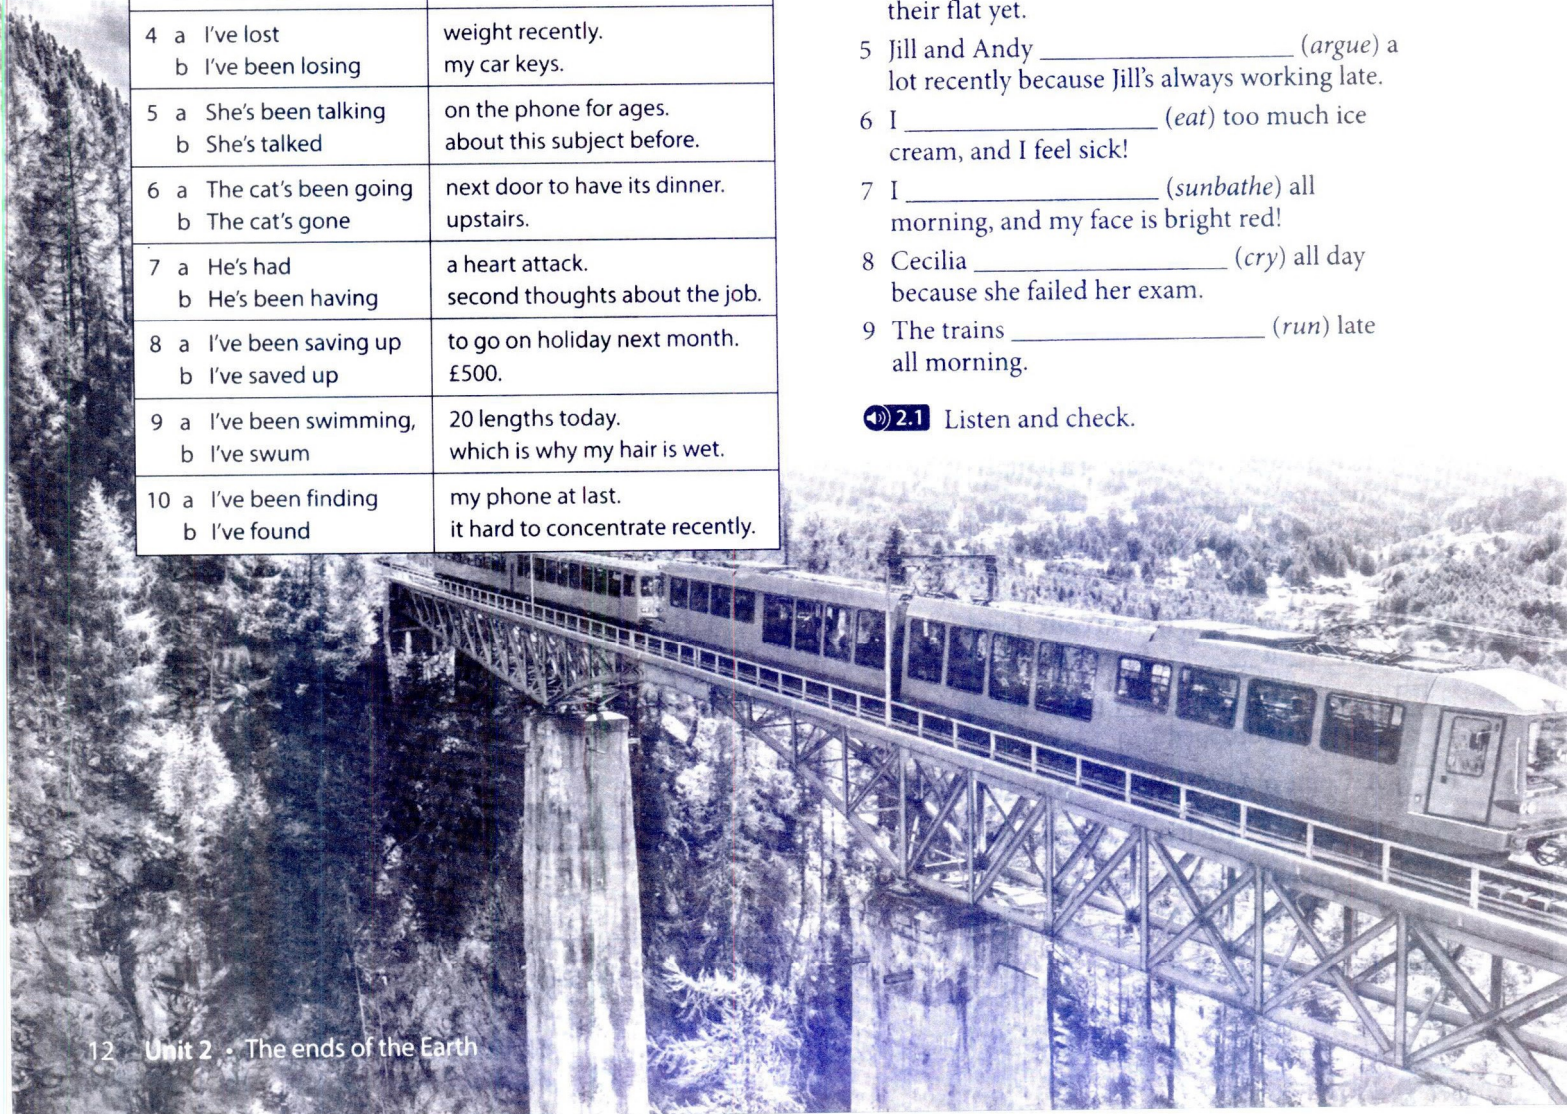 4 a I've lost weight recently.
b I've been losing my car keys.
5 a She's been talking on the phone for ages.
b She's talked about this subject before.
6 a The cat's been going next door to have its dinner.
b The cat's gone upstairs.
7 a He's had a heart attack.
b He's been having second thoughts about the job.
8 a I've been saving up to go on holiday next month.
b I've saved up £500.
9 a I've been swimming, 20 lengths today.
b I've swum which is why my hair is wet.
10 a I've been finding my phone at last.
b I've found it hard to concentrate recently.
their flat yet.
5 Jill and Andy ____________________ (argue) a
lot recently because Jill's always working late.
6 I ____________________ (eat) too much ice
cream, and I feel sick!
7 I ____________________ (sunbathe) all
morning, and my face is bright red!
8 Cecilia ____________________ (cry) all day
because she failed her exam.
9 The trains ____________________ (run) late
all morning.
2.1 Listen and check.
12 Unit 2 • The ends of the Earth